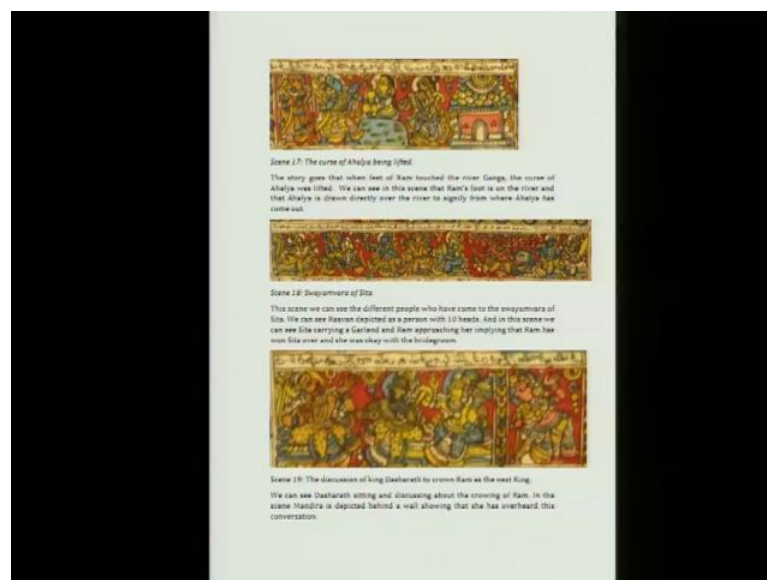 Scene 17: The curse of Ahalya being lifted.
The story goes that when feet of Ram touched the river Ganga, the curse of
Ahalya was lifted. We can see in this scene that Ram's foot is on the river and
that Ahalya is drawn directly over the river to signify from where Ahalya has
come out.
Scene 18: Swayamvara of Sita
This scene we can see the different people who have come to the swayamvara of
Sita. We can see Raavan depicted as a person with 10 heads. And in this scene we
can see Sita carrying a Garland and Ram approaching her implying that Ram has
won Sita over and she was okay with the bridegroom.
Scene 19: The discussion of king Dasharath to crown Ram as the next King.
We can see Dasharath sitting and discussing about the crowing of Ram. In the
scene Mandira is depicted behind a wall showing that she has overheard this
conversation.